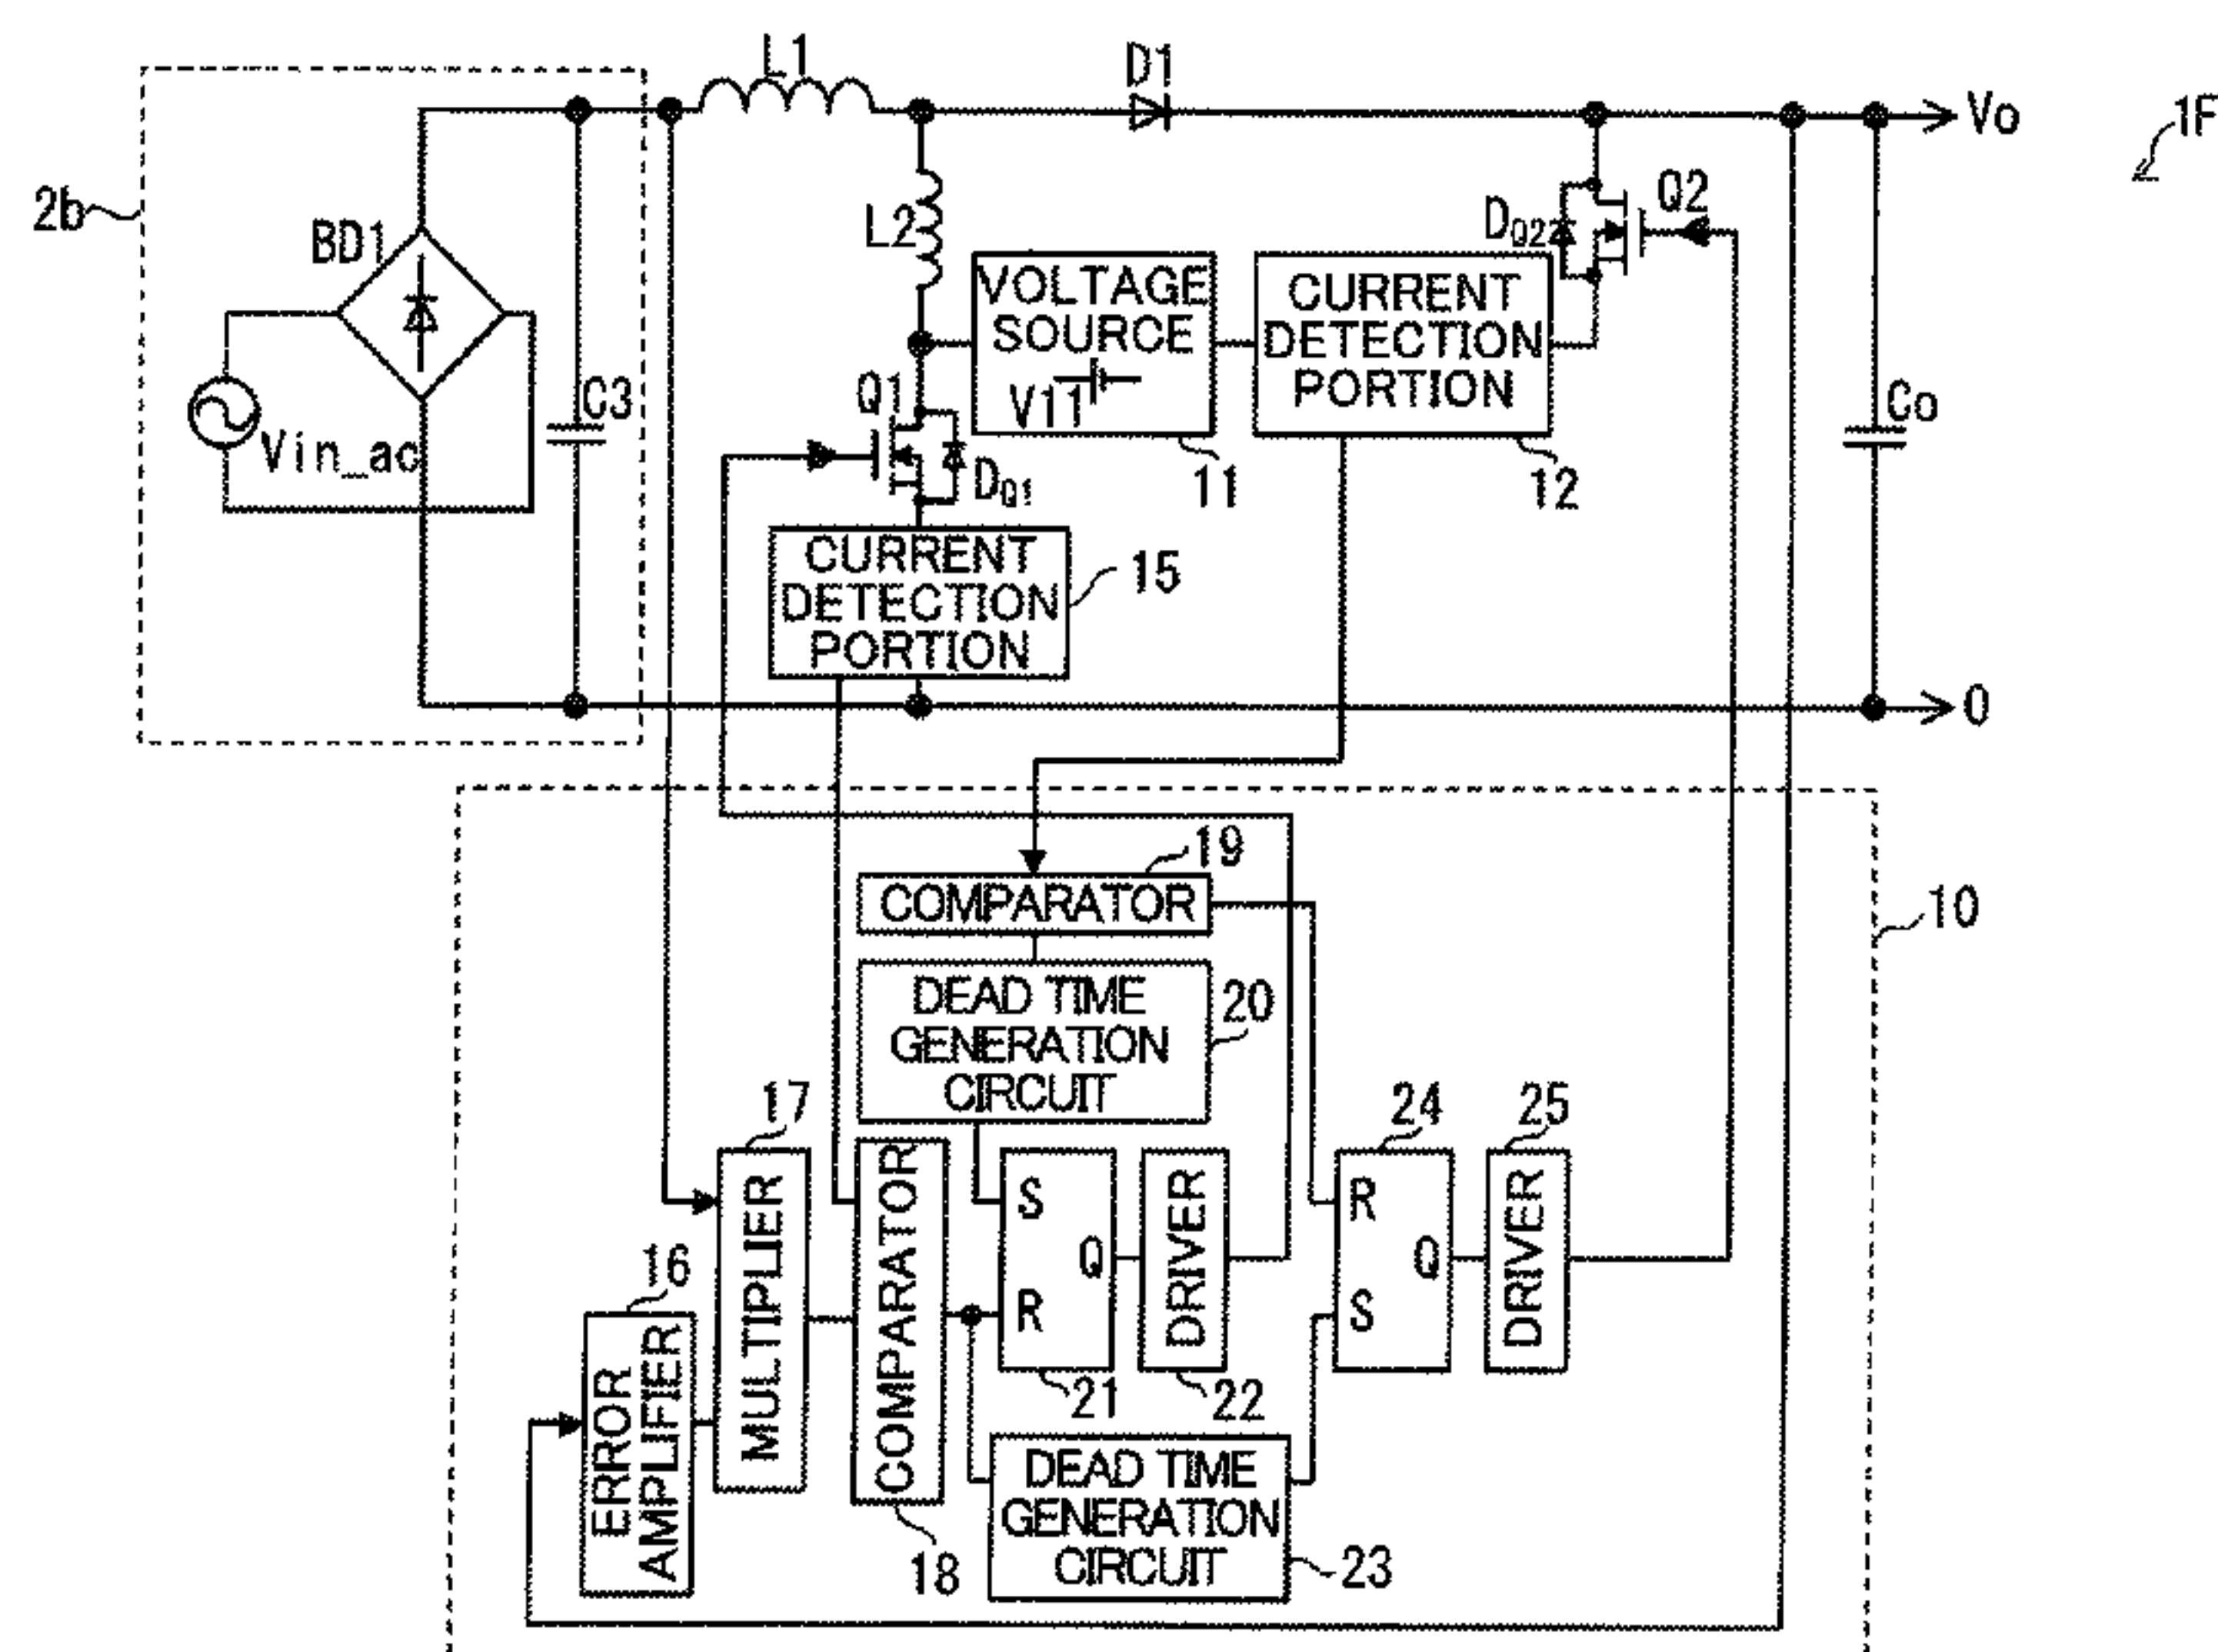 L1
D1
Vo
1F
2b
BD1
L2
Q2
DQ2
VOLTAGE
SOURCE
V11
CURRENT
DETECTION
PORTION
Q1
C3
Co
Vin_ac
DQ1
11
12
CURRENT
DETECTION
PORTION
15
0
19
COMPARATOR
10
DEAD TIME
GENERATION
CIRCUIT
20
17
24
25
MULTIPLIER
COMPARATOR
S
Q
R
DRIVER
R
Q
S
DRIVER
16
ERROR
AMPLIFIER
21
22
18
DEAD TIME
GENERATION
CIRCUIT
23